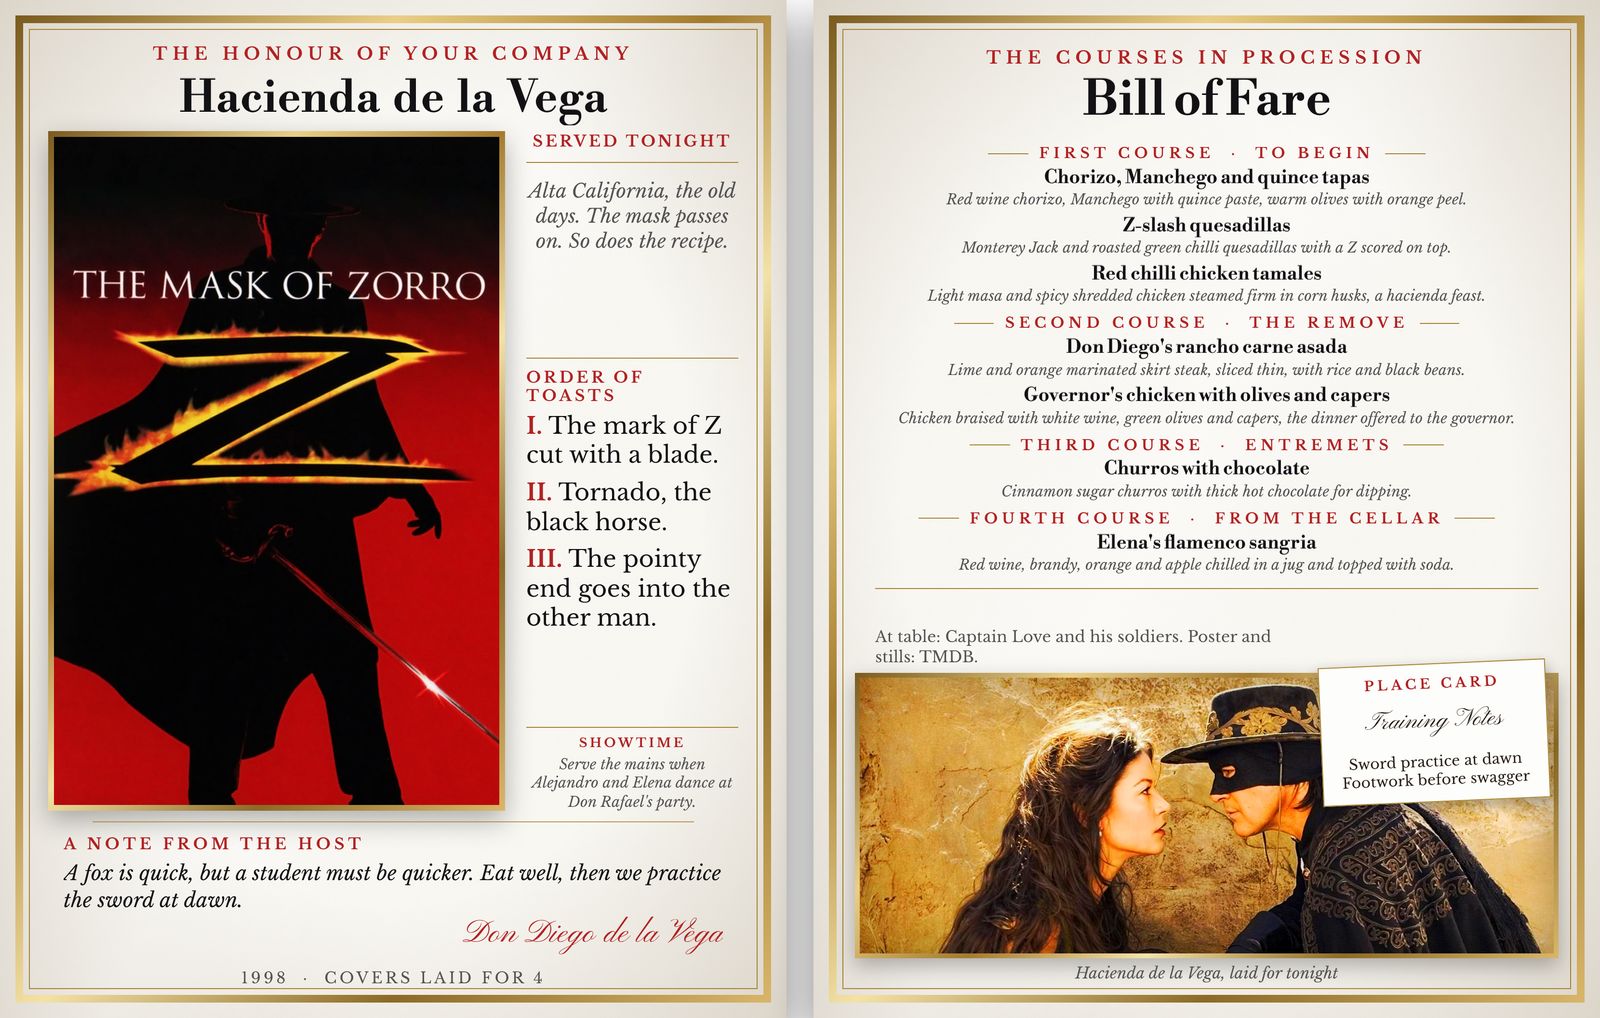 THE HONOUR OF YOUR COMPANY
Hacienda de la Vega
THE MASK OF ZORRO
Z
SERVED TONIGHT
Alta California, the old
days. The mask passes
on. So does the recipe.
ORDER OF
TOASTS
I. The mark of Z
cut with a blade.
II. Tornado, the
black horse.
III. The pointy
end goes into the
other man.
SHOWTIME
Serve the mains when
Alejandro and Elena dance at
Don Rafael's party.
A NOTE FROM THE HOST
A fox is quick, but a student must be quicker. Eat well, then we practice
the sword at dawn.
Don Diego de la Vega
1998 · COVERS LAID FOR 4
THE COURSES IN PROCESSION
Bill of Fare
FIRST COURSE · TO BEGIN
Chorizo, Manchego and quince tapas
Red wine chorizo, Manchego with quince paste, warm olives with orange peel.
Z-slash quesadillas
Monterey Jack and roasted green chilli quesadillas with a Z scored on top.
Red chilli chicken tamales
Light masa and spicy shredded chicken steamed firm in corn husks, a hacienda feast.
SECOND COURSE · THE REMOVE
Don Diego's rancho carne asada
Lime and orange marinated skirt steak, sliced thin, with rice and black beans.
Governor's chicken with olives and capers
Chicken braised with white wine, green olives and capers, the dinner offered to the governor.
THIRD COURSE · ENTREMETS
Churros with chocolate
Cinnamon sugar churros with thick hot chocolate for dipping.
FOURTH COURSE · FROM THE CELLAR
Elena's flamenco sangria
Red wine, brandy, orange and apple chilled in a jug and topped with soda.
At table: Captain Love and his soldiers. Poster and
stills: TMDB.
PLACE CARD
Training Notes
Sword practice at dawn
Footwork before swagger
Hacienda de la Vega, laid for tonight